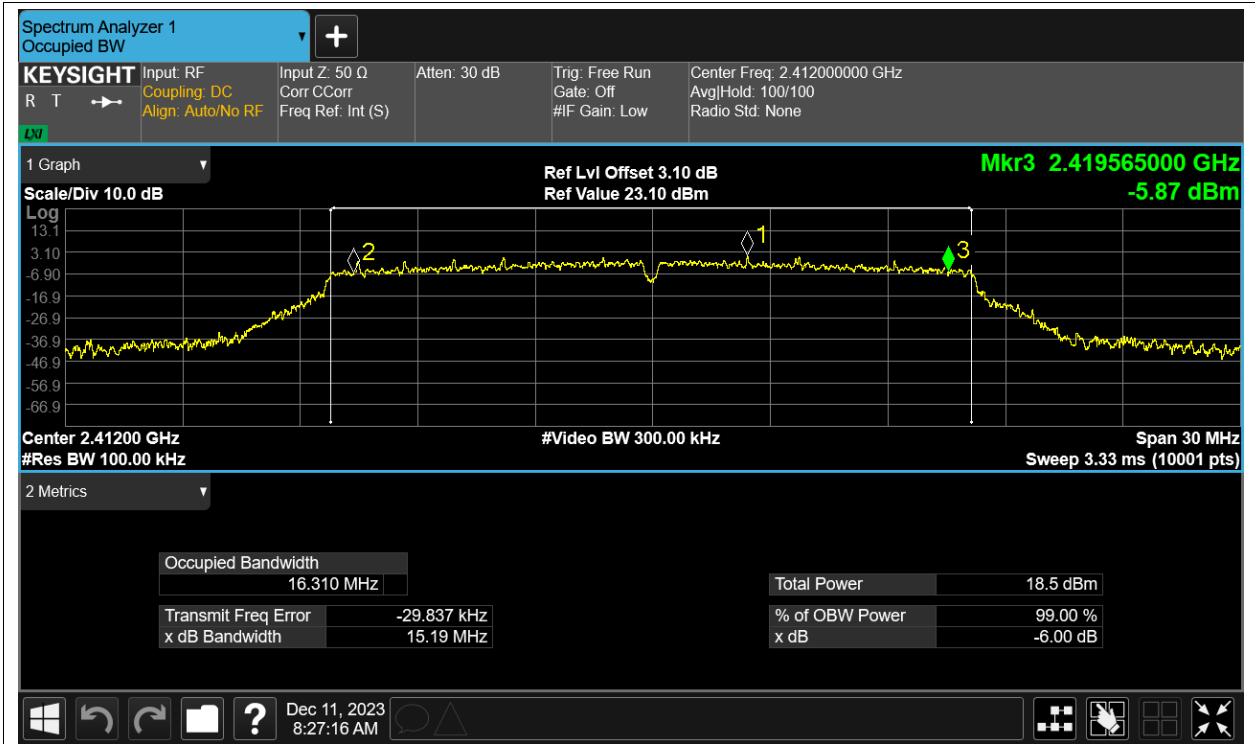 Spectrum Analyzer 1
Occupied BW
+
KEYSIGHT Input: RF Input Z: 50 Ω Atten: 30 dB Trig: Free Run Center Freq: 2.412000000 GHz
R T Coupling: DC Corr CCorr Gate: Off Avg|Hold: 100/100
Align: Auto/No RF Freq Ref: Int (S) #IF Gain: Low Radio Std: None
LXI
1 Graph
Mkr3 2.419565000 GHz
Ref Lvl Offset 3.10 dB
Scale/Div 10.0 dB Ref Value 23.10 dBm -5.87 dBm
Log
13.1
3.10
-6.90
-16.9
-26.9
-36.9
-46.9
-56.9
-66.9
2
1
3
Center 2.41200 GHz #Video BW 300.00 kHz Span 30 MHz
#Res BW 100.00 kHz Sweep 3.33 ms (10001 pts)
2 Metrics
Occupied Bandwidth
16.310 MHz Total Power 18.5 dBm
Transmit Freq Error -29.837 kHz % of OBW Power 99.00 %
x dB Bandwidth 15.19 MHz x dB -6.00 dB
? Dec 11, 2023
8:27:16 AM